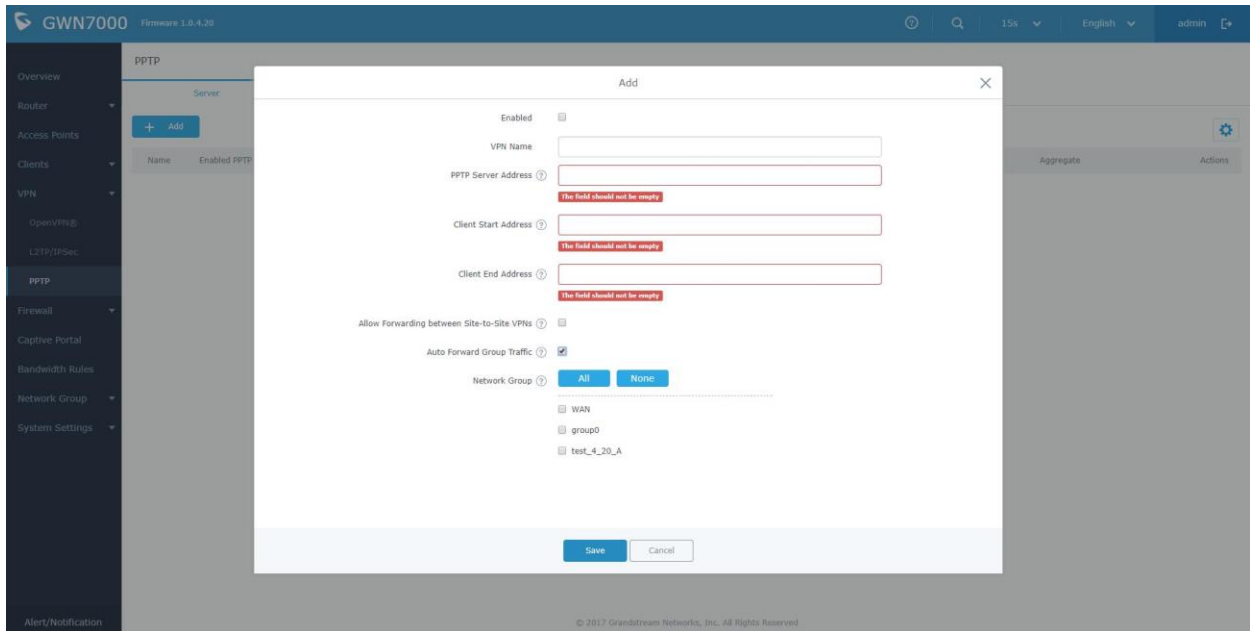 GWN7000 Firmware 1.0.4.20
15s
English
admin
Overview
Router
Access Points
Clients
VPN
OpenVPN®
L2TP/IPSec
PPTP
Firewall
Captive Portal
Bandwidth Rules
Network Group
System Settings
Alert/Notification
PPTP
Server
+ Add
Name Enabled PPTP Aggregate Actions
Add
Enabled
VPN Name
PPTP Server Address ?
The field should not be empty
Client Start Address ?
The field should not be empty
Client End Address ?
The field should not be empty
Allow Forwarding between Site-to-Site VPNs ?
Auto Forward Group Traffic ?
Network Group ? All None
WAN
group0
test_4_20_A
Save Cancel
© 2017 Grandstream Networks, Inc. All Rights Reserved